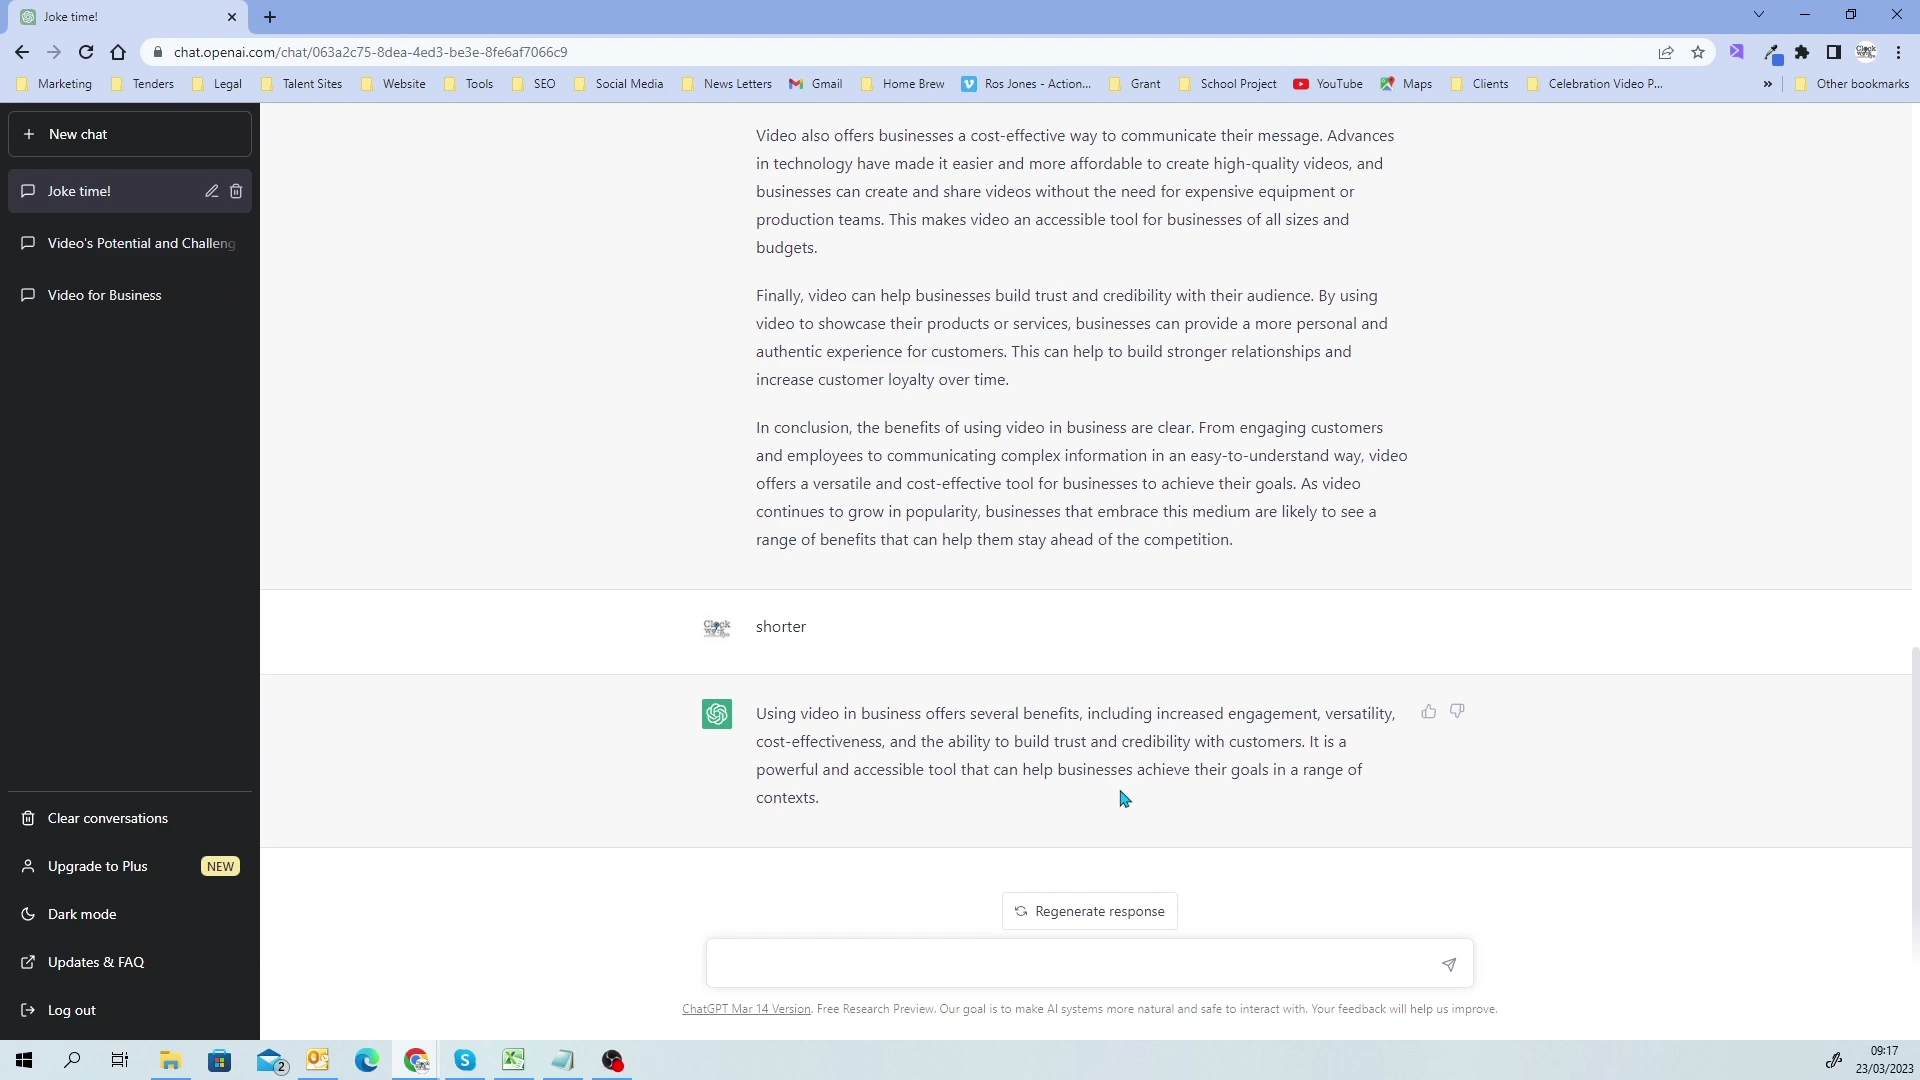 Joke time!
chat.openai.com/chat/063a2c75-8dea-4ed3-be3e-8fe6af7066c9
Marketing Tenders Legal Talent Sites Website Tools SEO Social Media News Letters Gmail Home Brew Ros Jones - Action... Grant School Project YouTube Maps Clients Celebration Video P... » Other bookmarks
New chat
Joke time!
Video's Potential and Challeng
Video for Business
Clear conversations
Upgrade to Plus NEW
Dark mode
Updates & FAQ
Log out
Video also offers businesses a cost-effective way to communicate their message. Advances
in technology have made it easier and more affordable to create high-quality videos, and
businesses can create and share videos without the need for expensive equipment or
production teams. This makes video an accessible tool for businesses of all sizes and
budgets.
Finally, video can help businesses build trust and credibility with their audience. By using
video to showcase their products or services, businesses can provide a more personal and
authentic experience for customers. This can help to build stronger relationships and
increase customer loyalty over time.
In conclusion, the benefits of using video in business are clear. From engaging customers
and employees to communicating complex information in an easy-to-understand way, video
offers a versatile and cost-effective tool for businesses to achieve their goals. As video
continues to grow in popularity, businesses that embrace this medium are likely to see a
range of benefits that can help them stay ahead of the competition.
Clock work shorter
Using video in business offers several benefits, including increased engagement, versatility,
cost-effectiveness, and the ability to build trust and credibility with customers. It is a
powerful and accessible tool that can help businesses achieve their goals in a range of
contexts.
Regenerate response
ChatGPT Mar 14 Version. Free Research Preview. Our goal is to make AI systems more natural and safe to interact with. Your feedback will help us improve.
2
09:17
23/03/2023